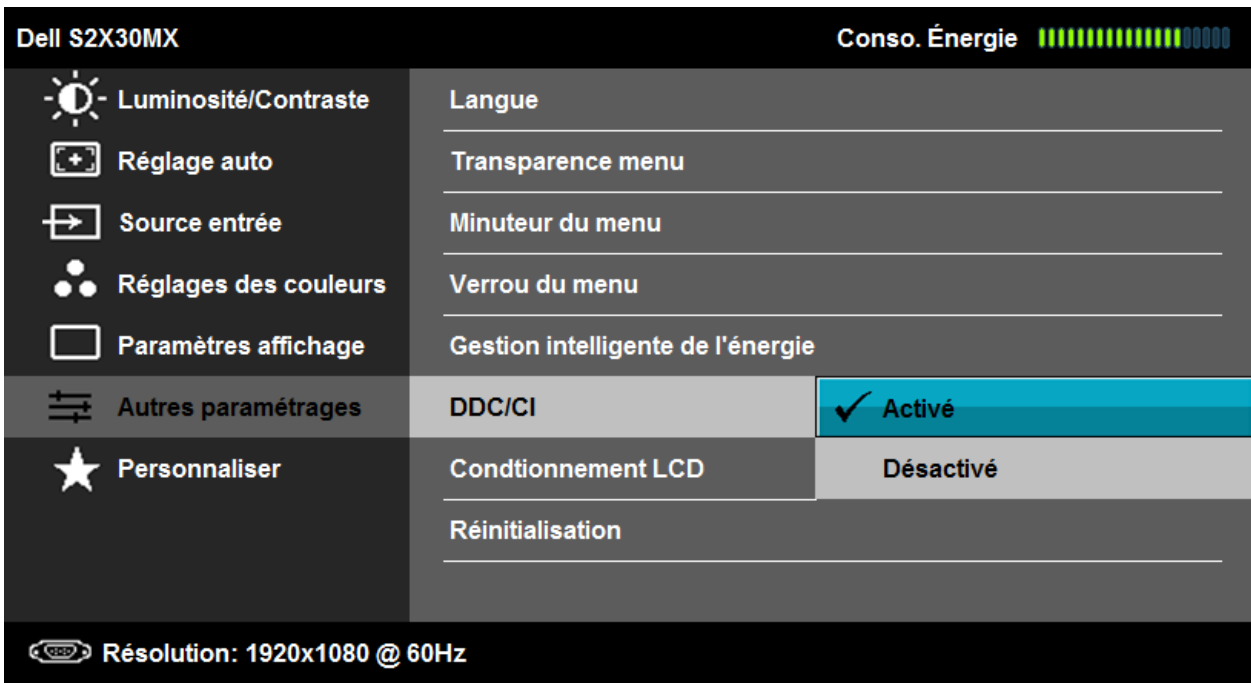 Dell S2X30MX Conso. Énergie
Luminosité/Contraste Langue
Réglage auto Transparence menu
Source entrée Minuteur du menu
Réglages des couleurs Verrou du menu
Paramètres affichage Gestion intelligente de l'énergie
Autres paramétrages DDC/CI Activé
Personnaliser Condtionnement LCD Désactivé
Réinitialisation
Résolution: 1920x1080 @ 60Hz